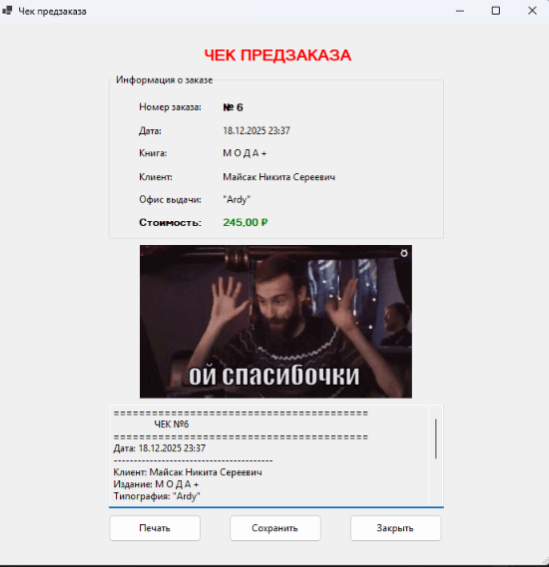 Чек предзаказа
ЧЕК ПРЕДЗАКАЗА
Информация о заказе
Номер заказа: № 6
Дата: 18.12.2025 23:37
Книга: М О Д А +
Клиент: Майсак Никита Сереевич
Офис выдачи: "Ardy"
Стоимость: 245,00 ₽
ой спасибочки
========================================
ЧЕК №6
========================================
Дата: 18.12.2025 23:37
----------------------------------------
Клиент: Майсак Никита Сереевич
Издание: М О Д А +
Типография: "Ardy"
Печать Сохранить Закрыть